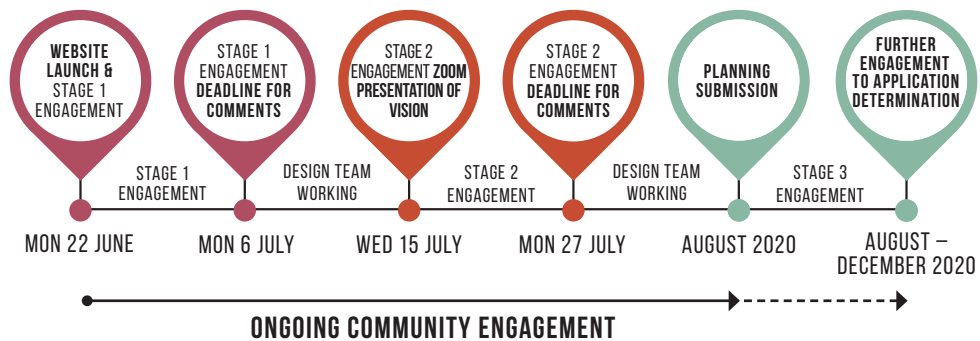 WEBSITE
LAUNCH &
STAGE 1
ENGAGEMENT
STAGE 1
ENGAGEMENT
DEADLINE FOR
COMMENTS
STAGE 2
ENGAGEMENT ZOOM
PRESENTATION OF
VISION
STAGE 2
ENGAGEMENT
DEADLINE FOR
COMMENTS
PLANNING
SUBMISSION
FURTHER
ENGAGEMENT
TO APPLICATION
DETERMINATION
STAGE 1
ENGAGEMENT
DESIGN TEAM
WORKING
STAGE 2
ENGAGEMENT
DESIGN TEAM
WORKING
STAGE 3
ENGAGEMENT
MON 22 JUNE
MON 6 JULY
WED 15 JULY
MON 27 JULY
AUGUST 2020
AUGUST –
DECEMBER 2020
ONGOING COMMUNITY ENGAGEMENT